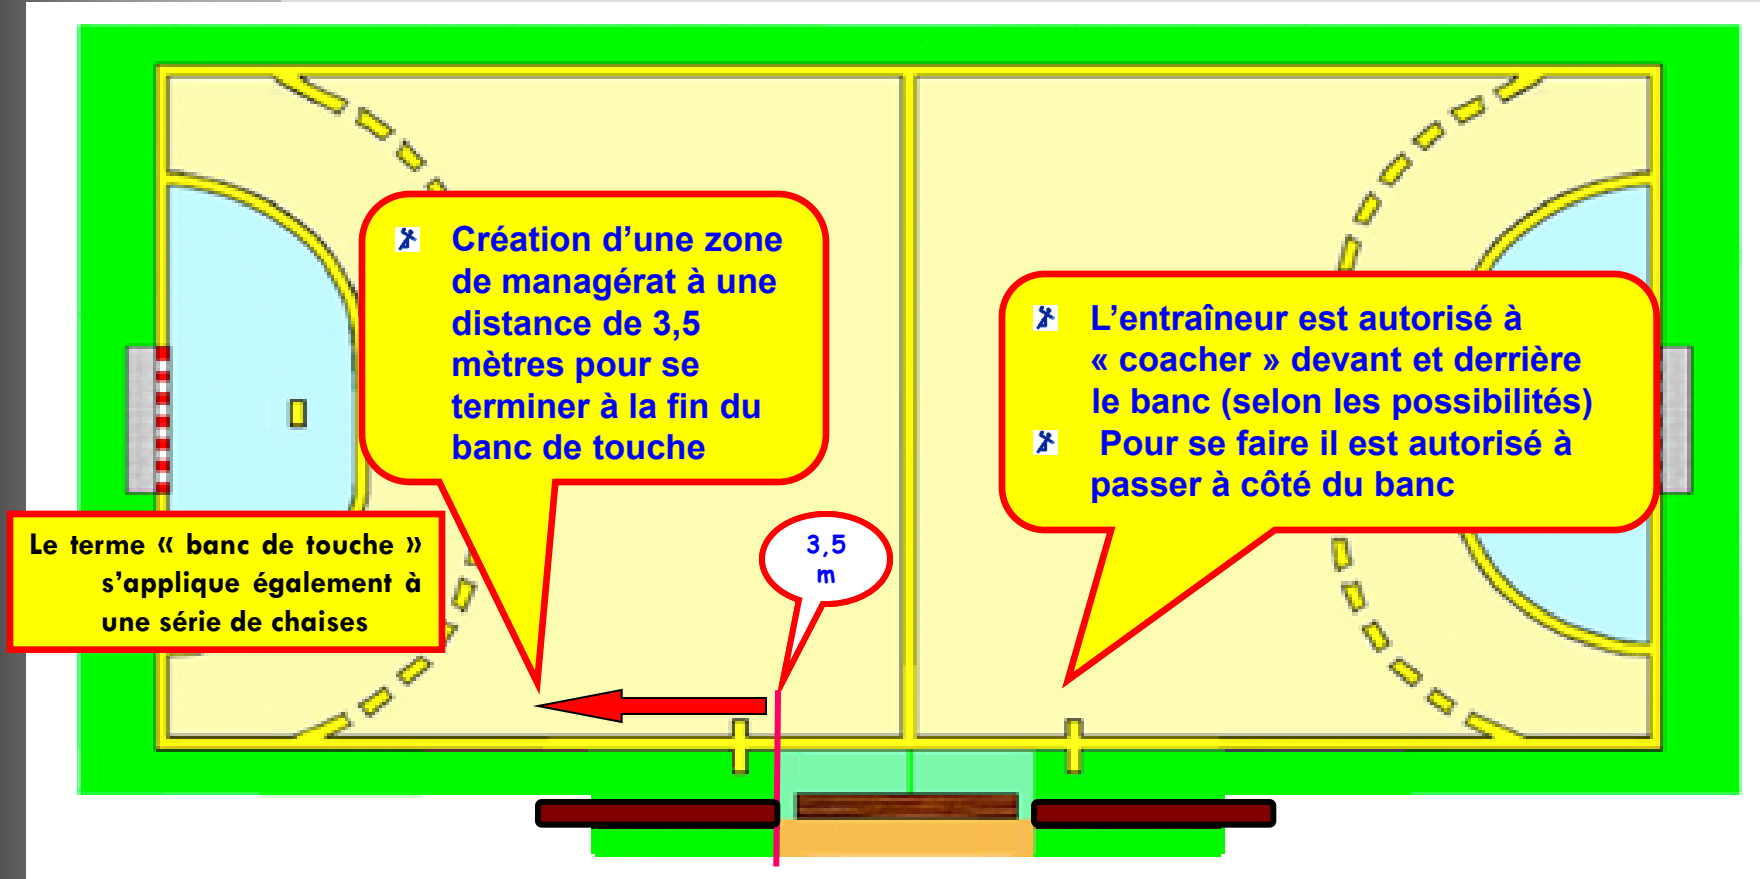 Création d’une zone
de managérat à une
distance de 3,5
mètres pour se
terminer à la fin du
banc de touche
L’entraîneur est autorisé à
« coacher » devant et derrière
le banc (selon les possibilités)
Pour se faire il est autorisé à
passer à côté du banc
Le terme « banc de touche »
s’applique également à
une série de chaises
3,5
m